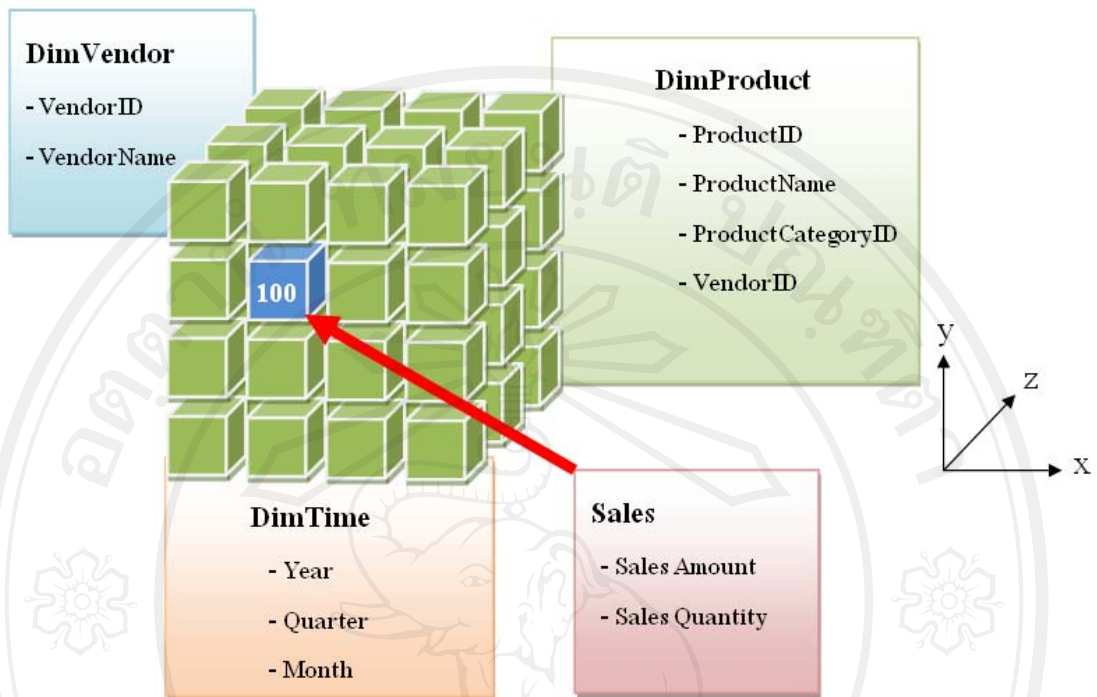 DimVendor
- VendorID
- VendorName
DimProduct
- ProductID
- ProductName
- ProductCategoryID
- VendorID
100
y
z
x
DimTime
- Year
- Quarter
- Month
Sales
- Sales Amount
- Sales Quantity